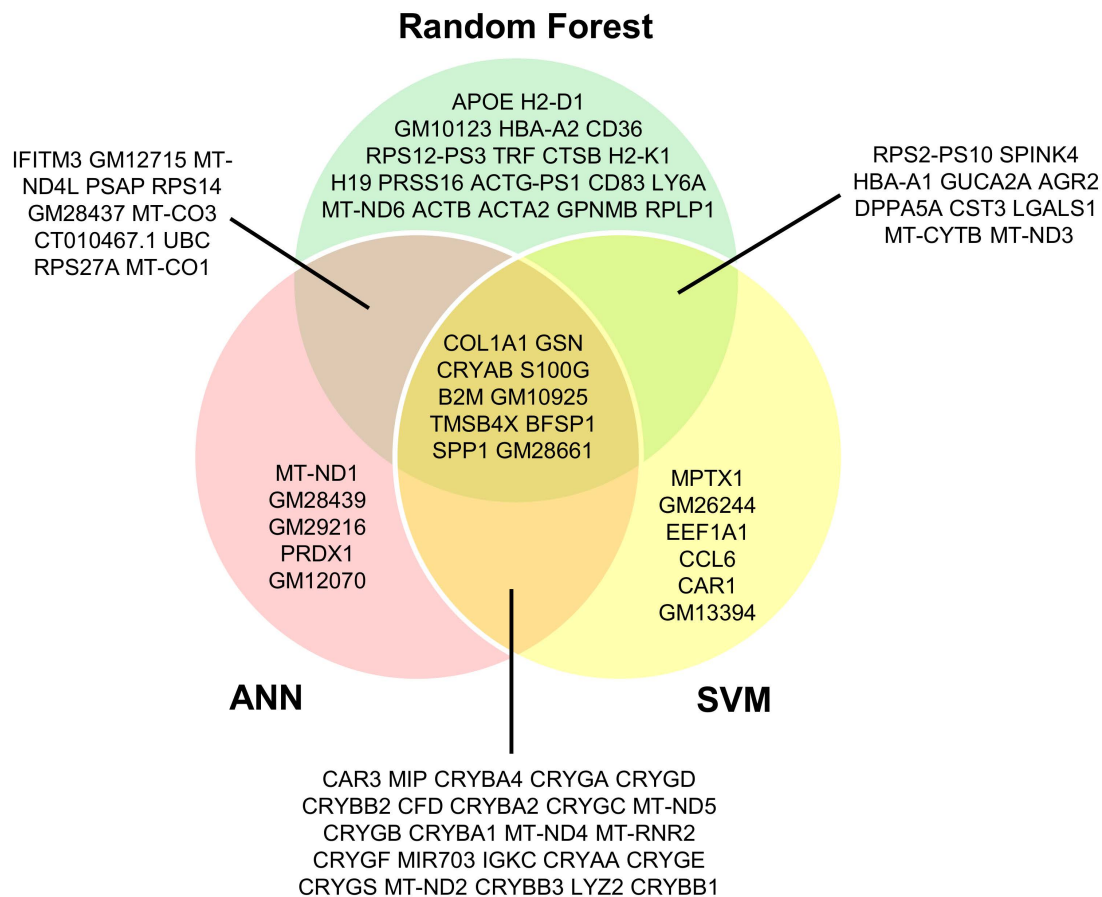 Random Forest
APOE H2-D1
GM10123 HBA-A2 CD36
RPS12-PS3 TRF CTSB H2-K1
H19 PRSS16 ACTG-PS1 CD83 LY6A
MT-ND6 ACTB ACTA2 GPNMB RPLP1
IFITM3 GM12715 MT-
ND4L PSAP RPS14
GM28437 MT-CO3
CT010467.1 UBC
RPS27A MT-CO1
RPS2-PS10 SPINK4
HBA-A1 GUCA2A AGR2
DPPA5A CST3 LGALS1
MT-CYTB MT-ND3
COL1A1 GSN
CRYAB S100G
B2M GM10925
TMSB4X BFSP1
SPP1 GM28661
MT-ND1
GM28439
GM29216
PRDX1
GM12070
MPTX1
GM26244
EEF1A1
CCL6
CAR1
GM13394
ANN
SVM
CAR3 MIP CRYBA4 CRYGA CRYGD
CRYBB2 CFD CRYBA2 CRYGC MT-ND5
CRYGB CRYBA1 MT-ND4 MT-RNR2
CRYGF MIR703 IGKC CRYAA CRYGE
CRYGS MT-ND2 CRYBB3 LYZ2 CRYBB1